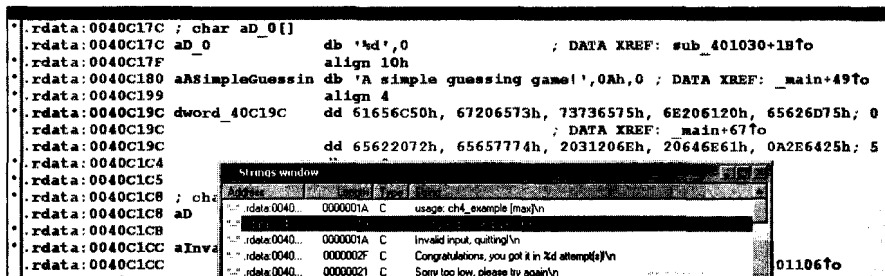 .rdata:0040C17C ; char aD_0[]
.rdata:0040C17C aD_0 db '%d',0 ; DATA XREF: sub_401030+1B↑o
.rdata:0040C17F align 10h
.rdata:0040C180 aASimpleGuessin db 'A simple guessing game!',0Ah,0 ; DATA XREF: _main+49↑o
.rdata:0040C199 align 4
.rdata:0040C19C dword_40C19C dd 61656C50h, 67206573h, 73736575h, 6E206120h, 65626D75h; 0
.rdata:0040C19C ; DATA XREF: _main+67↑o
.rdata:0040C19C dd 65622072h, 65657774h, 2031206Eh, 20646E61h, 0A2E6425h; 5
.rdata:0040C1C4
.rdata:0040C1C5
.rdata:0040C1C8 ; cha
.rdata:0040C1C8 aD
.rdata:0040C1CB
.rdata:0040C1CC aInva
.rdata:0040C1CC 01106↑o
Strings window
Address Length Type
.rdata:0040... 0000001A C usage: ch4_example [max]\n
.rdata:0040... 0000001A C Invalid input, quitting!\n
.rdata:0040... 0000002F C Congratulations, you got it in %d attempt(s)!\n
.rdata:0040... 00000021 C Sorry too low, please try again\n